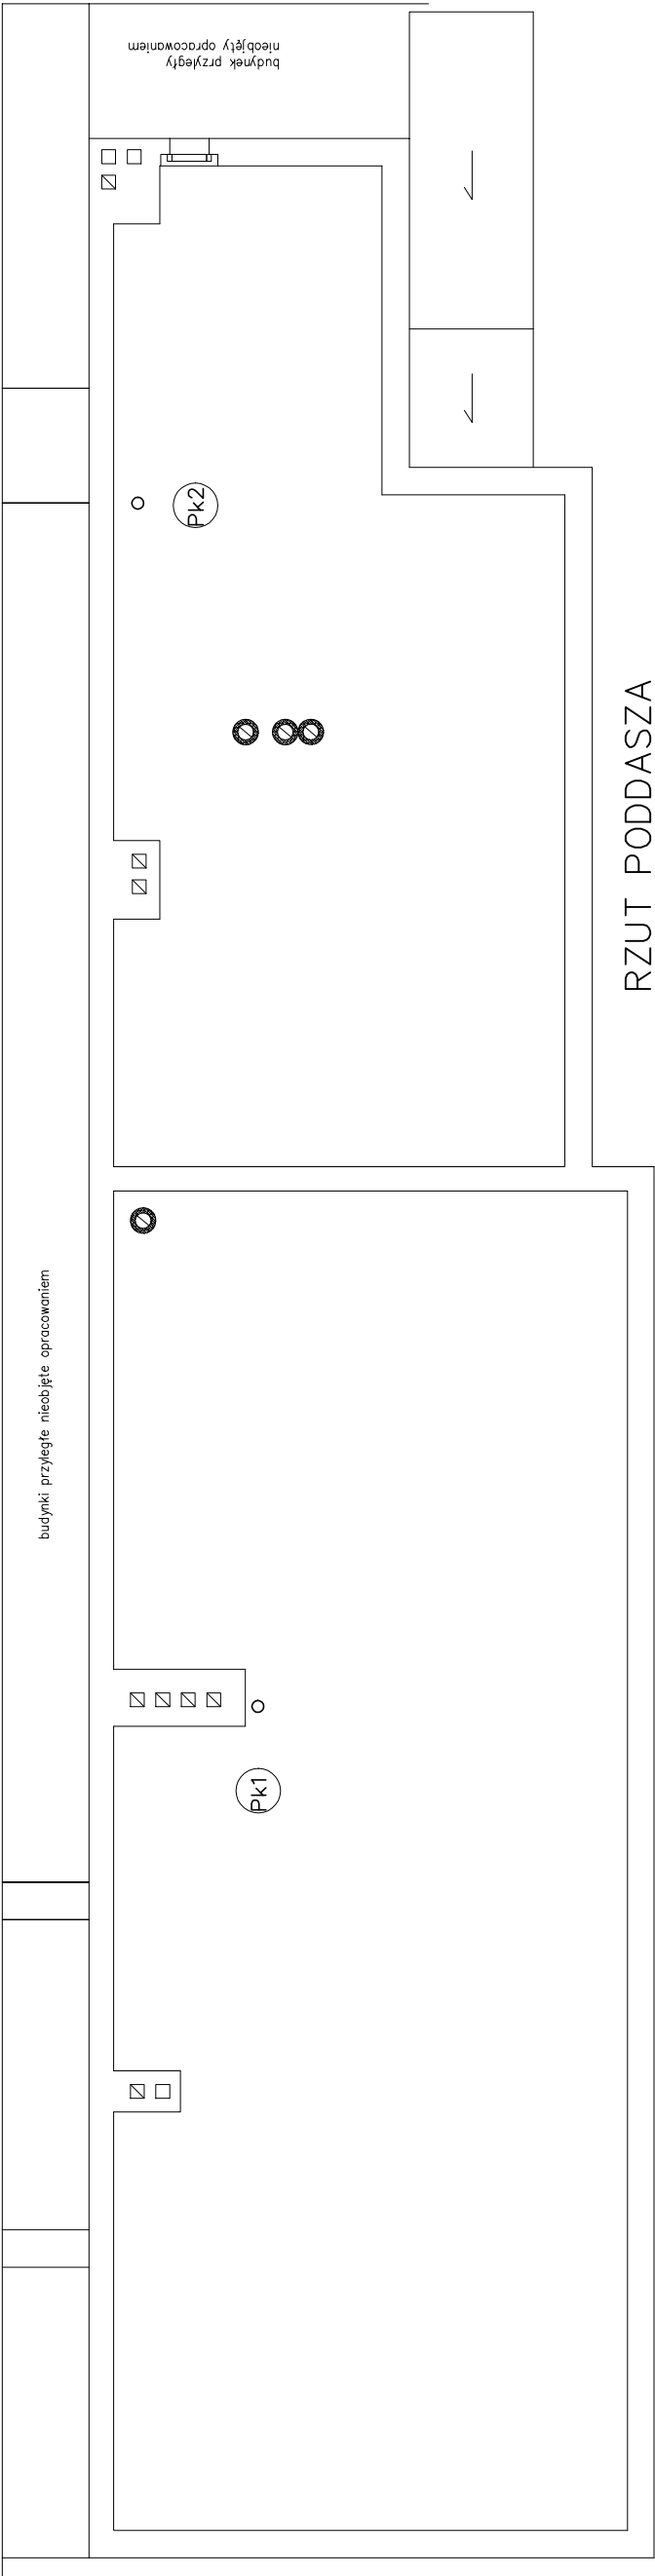 budynek przyległy
nieobjęty opracowaniem
Pk2
RZUT PODDASZA
budynki przyległe nieobjęte opracowaniem
Pk1